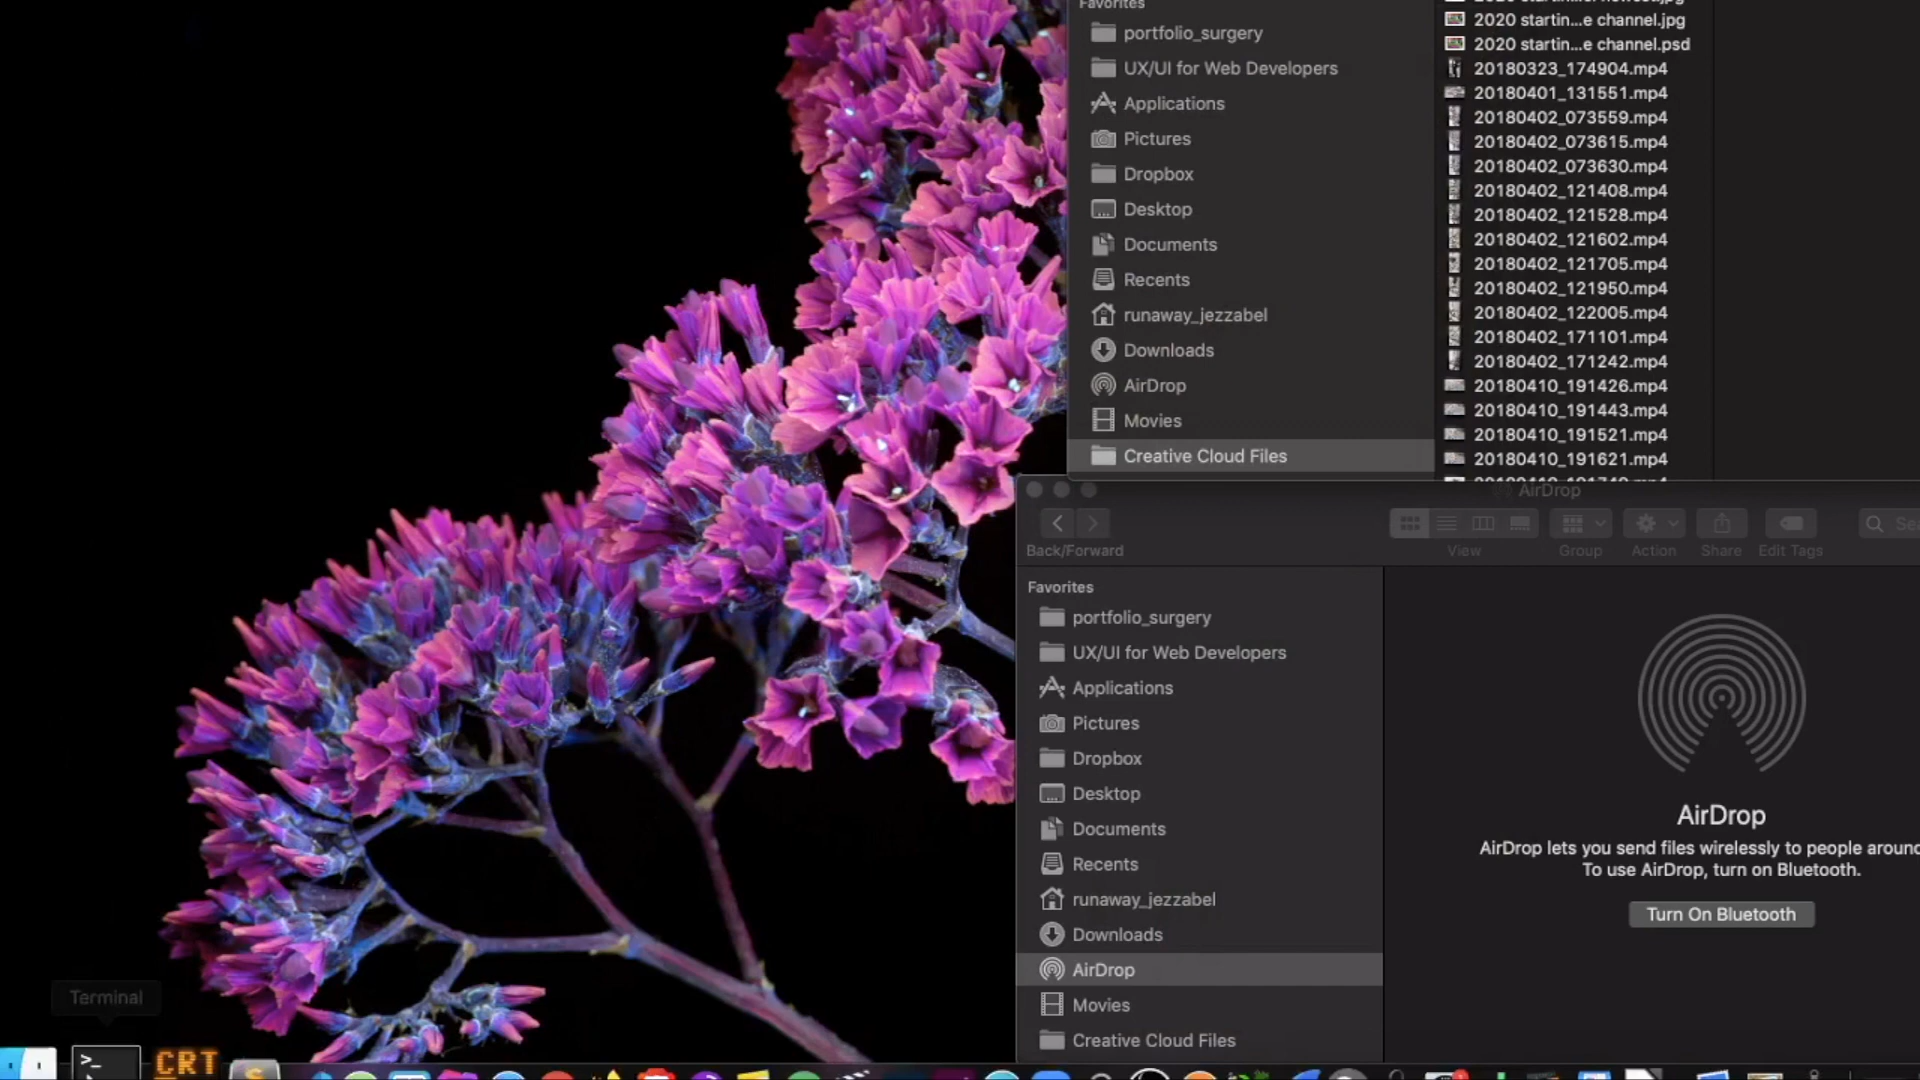 Favorites
portfolio_surgery
UX/UI for Web Developers
Applications
Pictures
Dropbox
Desktop
Documents
Recents
runaway_jezzabel
Downloads
AirDrop
Movies
Creative Cloud Files
2020 startin...e channel.jpg
2020 startin...e channel.psd
20180323_174904.mp4
20180401_131551.mp4
20180402_073559.mp4
20180402_073615.mp4
20180402_073630.mp4
20180402_121408.mp4
20180402_121528.mp4
20180402_121602.mp4
20180402_121705.mp4
20180402_121950.mp4
20180402_122005.mp4
20180402_171101.mp4
20180402_171242.mp4
20180410_191426.mp4
20180410_191443.mp4
20180410_191521.mp4
20180410_191621.mp4
AirDrop
Back/Forward
View
Group
Action
Share
Edit Tags
Favorites
portfolio_surgery
UX/UI for Web Developers
Applications
Pictures
Dropbox
Desktop
Documents
Recents
runaway_jezzabel
Downloads
AirDrop
Movies
Creative Cloud Files
AirDrop
AirDrop lets you send files wirelessly to people around
To use AirDrop, turn on Bluetooth.
Turn On Bluetooth
Terminal
>_
CRT